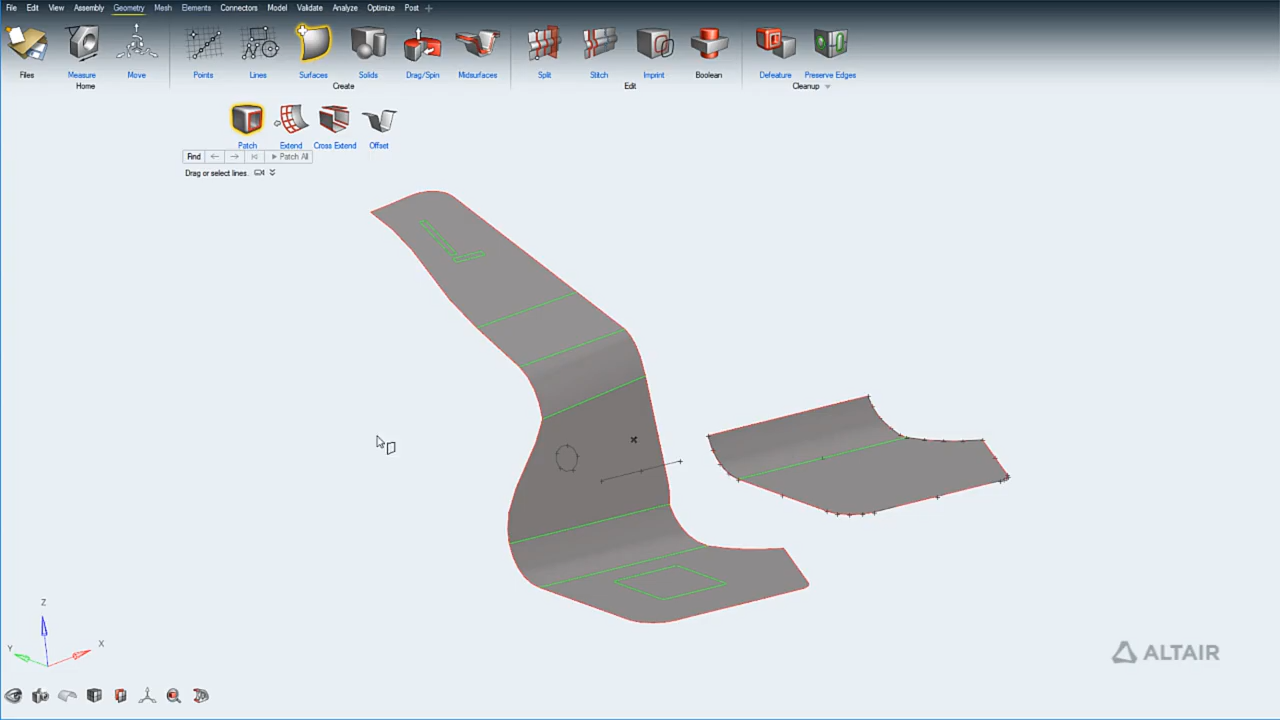 File Edit View Assembly Geometry Mesh Elements Connectors Model Validate Analyze Optimize Post
Files Measure Move Points Lines Surfaces Solids Drag/Spin Midsurfaces Split Stitch Imprint Boolean Defeature Preserve Edges
Home Create Edit Cleanup
Patch Extend Cross Extend Offset
Find Patch All
Drag or select lines.
Z
Y X
ALTAIR